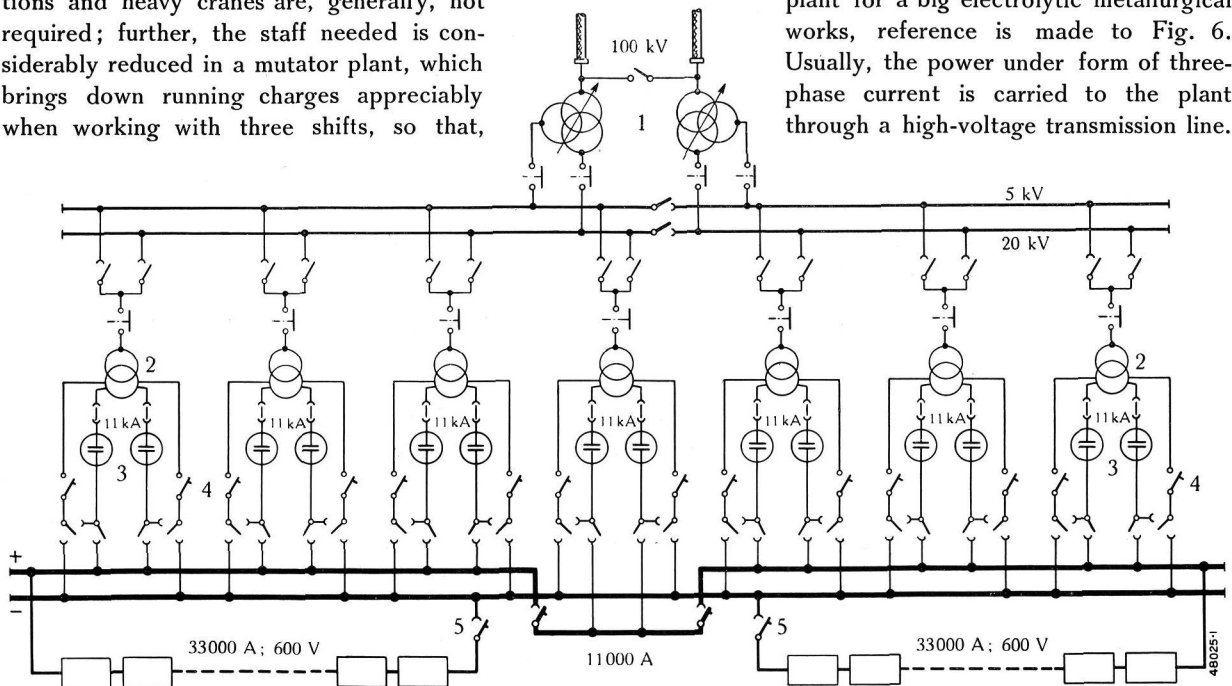 tions and heavy cranes are, generally, not
required; further, the staff needed is con-
siderably reduced in a mutator plant, which
brings down running charges appreciably
when working with three shifts, so that,
plant for a big electrolytic metallurgical
works, reference is made to Fig. 6.
Usually, the power under form of three-
phase current is carried to the plant
through a high-voltage transmission line.
100 kV
1
5 kV
20 kV
2
2
11 kA
11 kA
11 kA
11 kA
11 kA
11 kA
11 kA
3
3
4
4
+
−
5
5
33000 A; 600 V
11000 A
33000 A; 600 V
48025-I